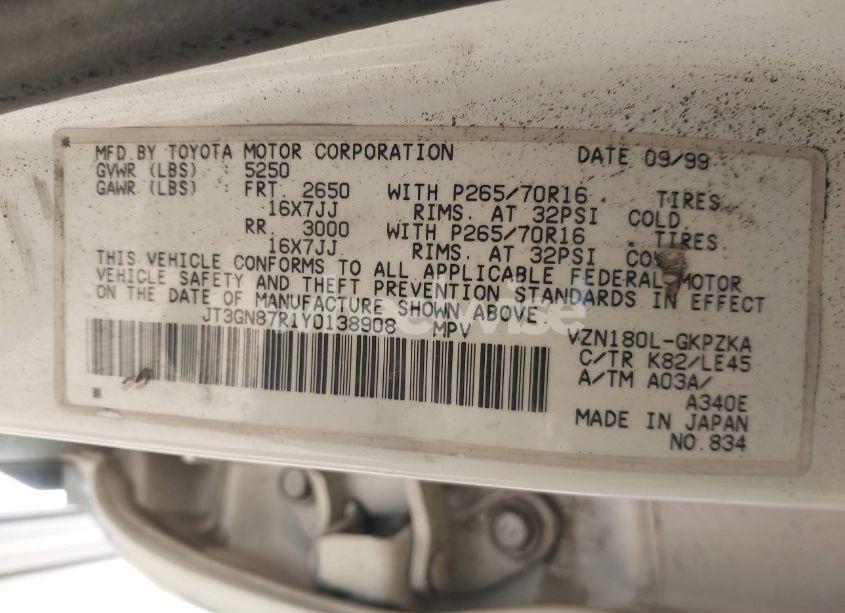 MFD. BY TOYOTA MOTOR CORPORATION DATE 09/99
GVWR (LBS) : 5250
GAWR (LBS) : FRT. 2650 WITH P265/70R16 TIRES,
16X7JJ RIMS. AT 32PSI COLD
RR. 3000 WITH P265/70R16 TIRES,
16X7JJ RIMS. AT 32PSI
THIS VEHICLE CONFORMS TO ALL APPLICABLE FEDERAL MOTOR
VEHICLE SAFETY AND THEFT PREVENTION STANDARDS IN EFFECT
ON THE DATE OF MANUFACTURE SHOWN ABOVE.
JT3GN87R1Y0138908 MPV VZN180L-GKPZKA
C/TR K82/LE45
A/TM A03A/
A340E
MADE IN JAPAN
NO. 834